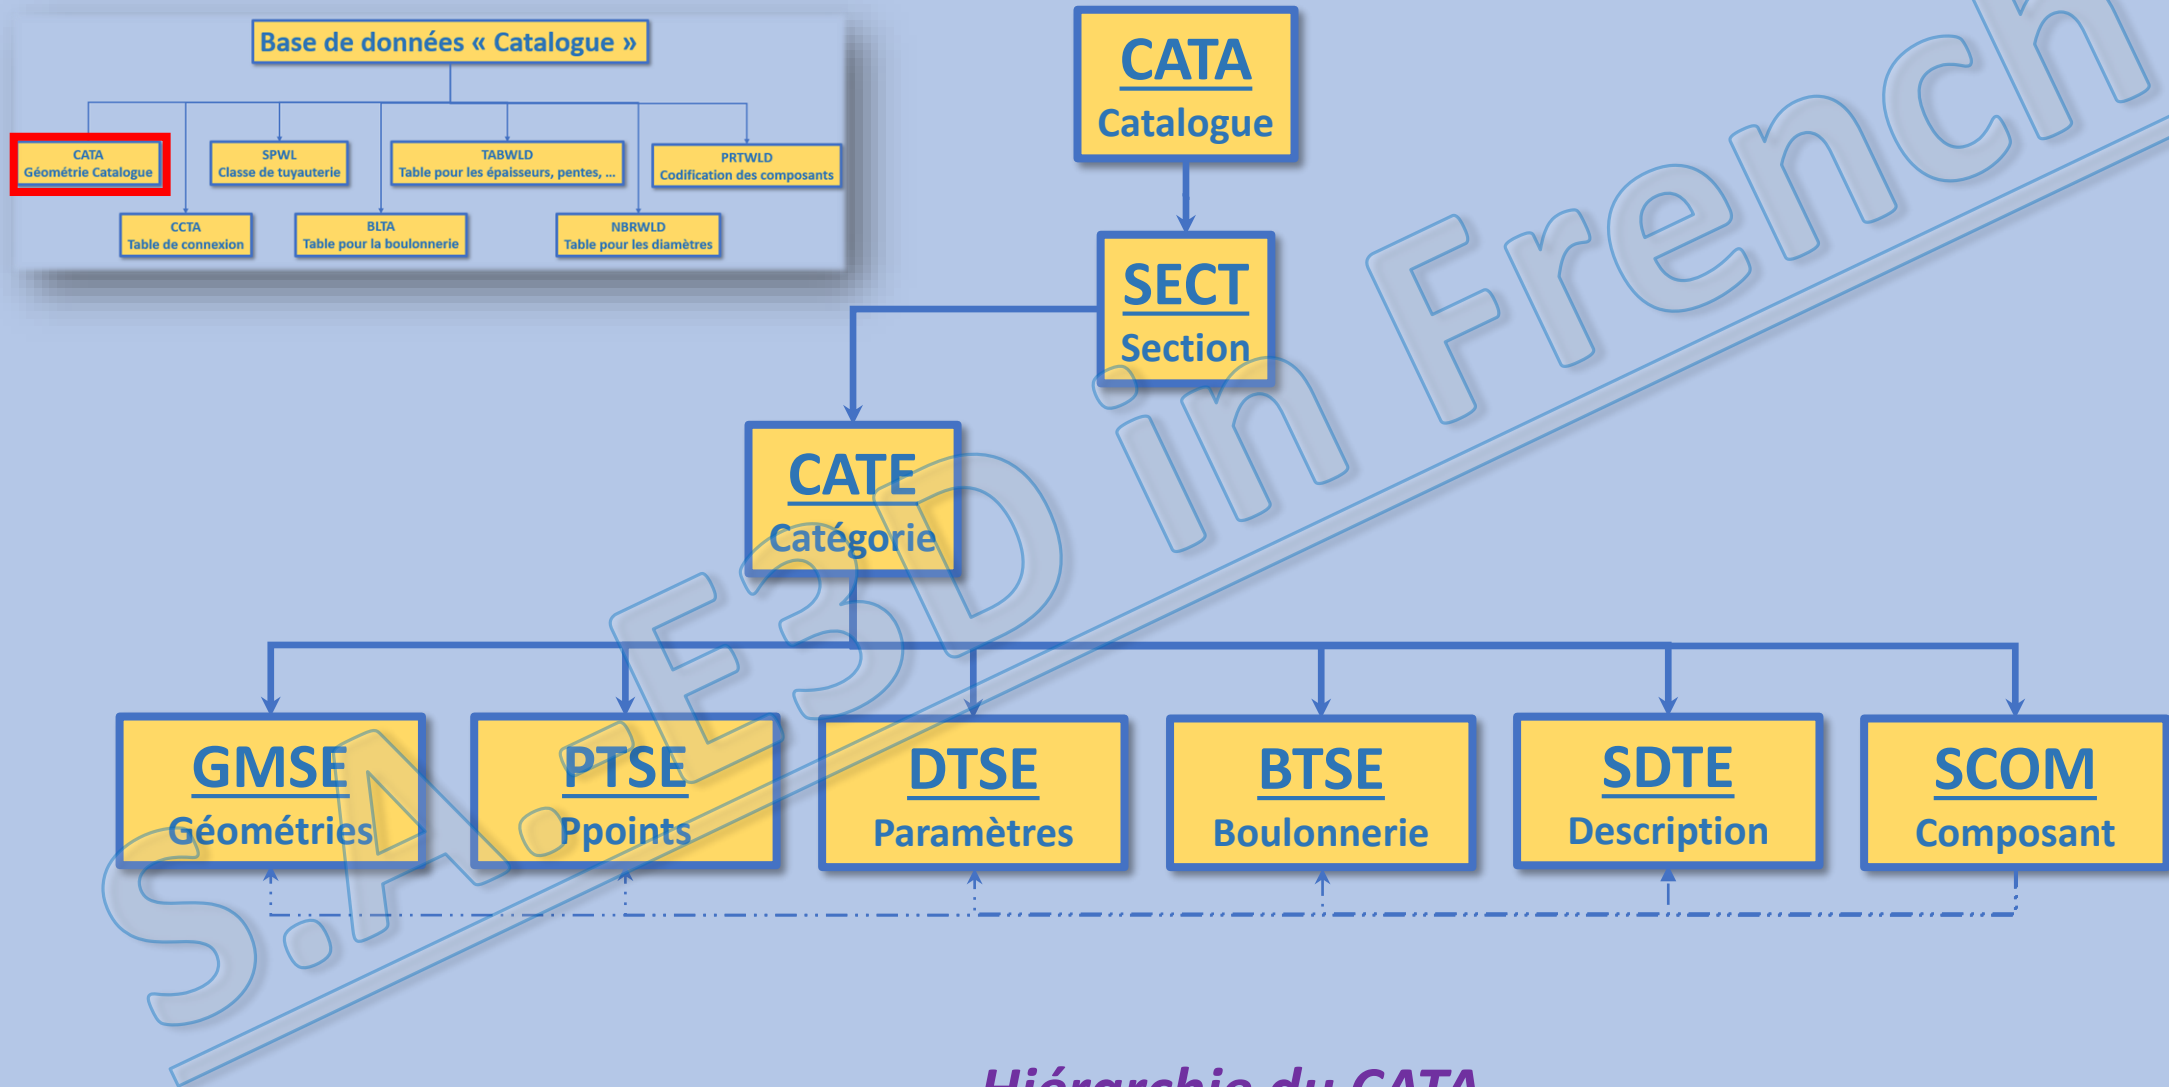 Base de données « Catalogue »
CATA
Géométrie Catalogue
SPWL
Classe de tuyauterie
TABWLD
Table pour les épaisseurs, pentes, ...
PRTWLD
Codification des composants
CCTA
Table de connexion
BLTA
Table pour la boulonnerie
NBRWLD
Table pour les diamètres
CATA
Catalogue
SECT
Section
CATE
Catégorie
GMSE
Géométries
PTSE
Ppoints
DTSE
Paramètres
BTSE
Boulonnerie
SDTE
Description
SCOM
Composant
S.A.-E3D in French
Hiérarchie du CATA